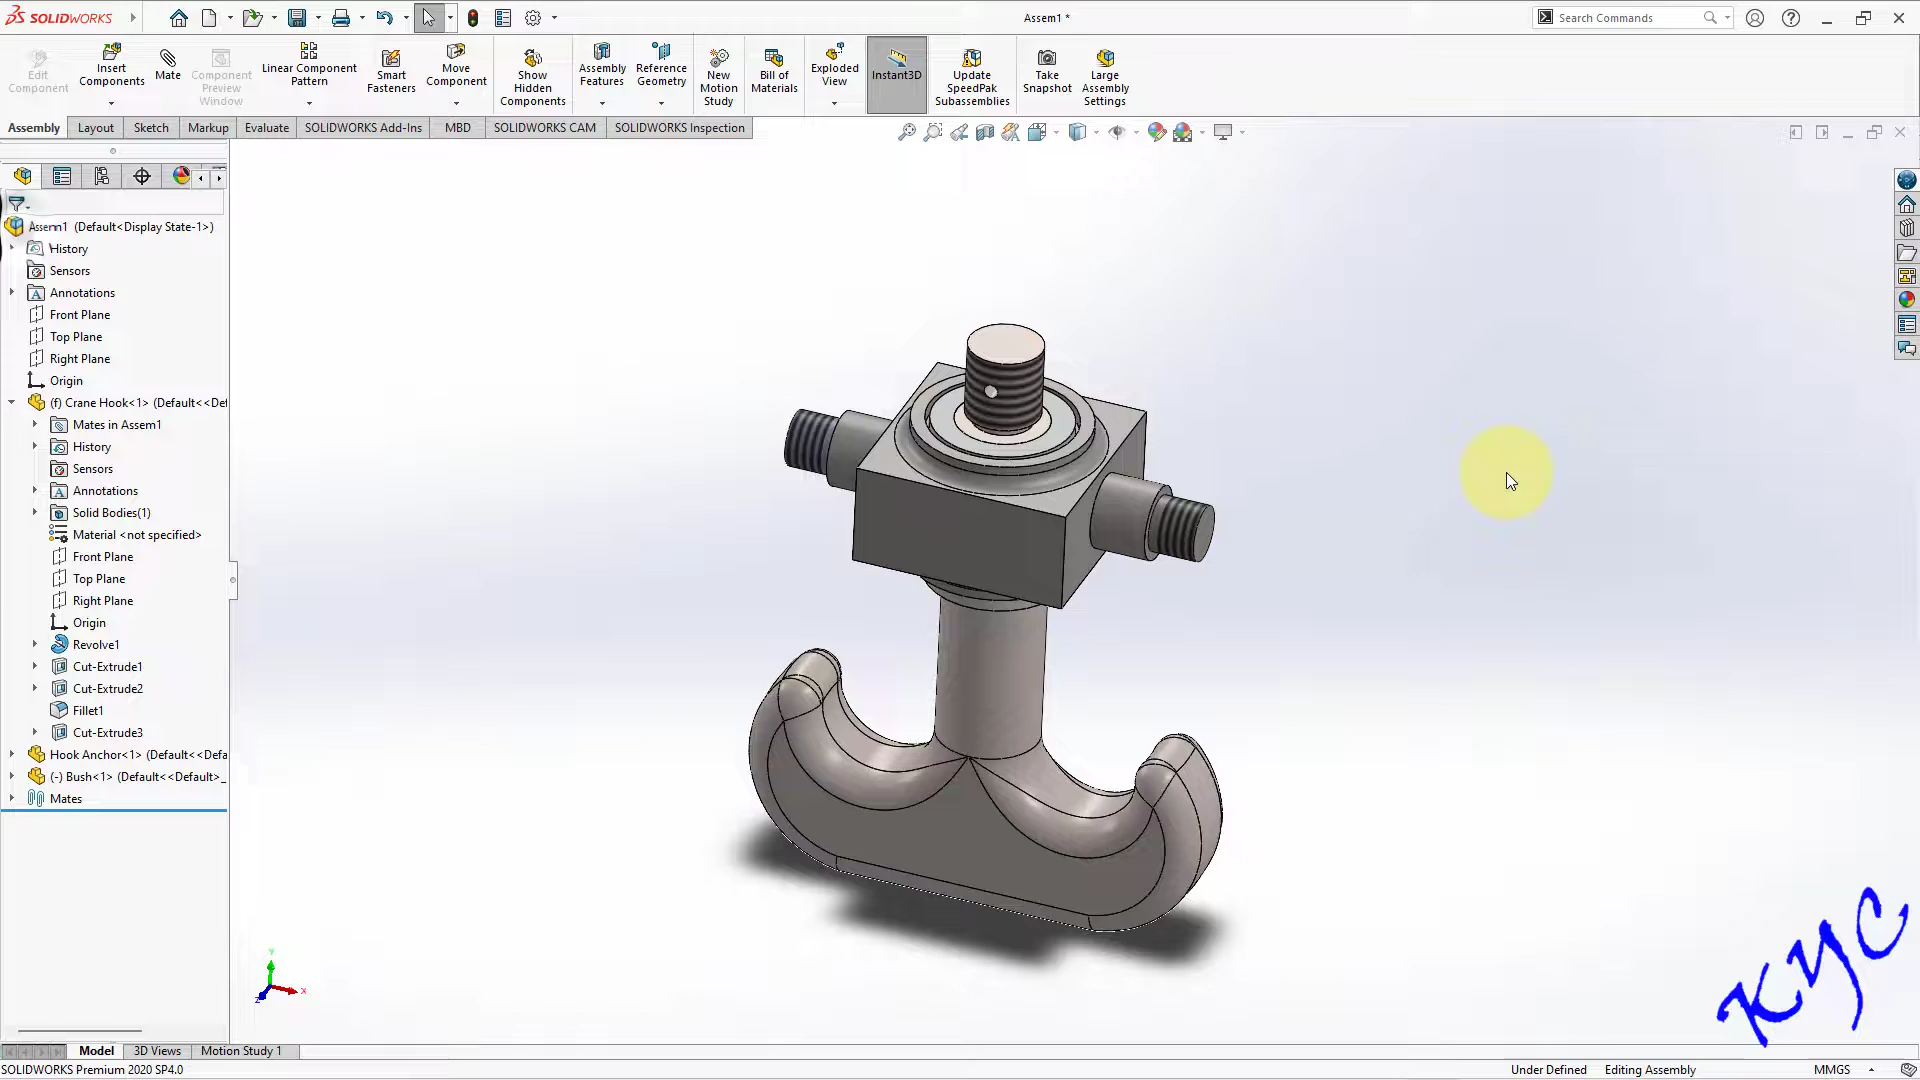 SOLIDWORKS
Assem1 *
Search Commands
Edit Component
Insert Components
Mate
Component Preview Window
Linear Component Pattern
Smart Fasteners
Move Component
Show Hidden Components
Assembly Features
Reference Geometry
New Motion Study
Bill of Materials
Exploded View
Instant3D
Update SpeedPak Subassemblies
Take Snapshot
Large Assembly Settings
Assembly
Layout
Sketch
Markup
Evaluate
SOLIDWORKS Add-Ins
MBD
SOLIDWORKS CAM
SOLIDWORKS Inspection
Assem1 (Default<Display State-1>)
History
Sensors
Annotations
Front Plane
Top Plane
Right Plane
Origin
(f) Crane Hook<1> (Default<<Def
Mates in Assem1
History
Sensors
Annotations
Solid Bodies(1)
Material <not specified>
Front Plane
Top Plane
Right Plane
Origin
Revolve1
Cut-Extrude1
Cut-Extrude2
Fillet1
Cut-Extrude3
Hook Anchor<1> (Default<<Defa
(-) Bush<1> (Default<<Default>_
Mates
Y
X
Z
KYC
Model
3D Views
Motion Study 1
SOLIDWORKS Premium 2020 SP4.0
Under Defined
Editing Assembly
MMGS